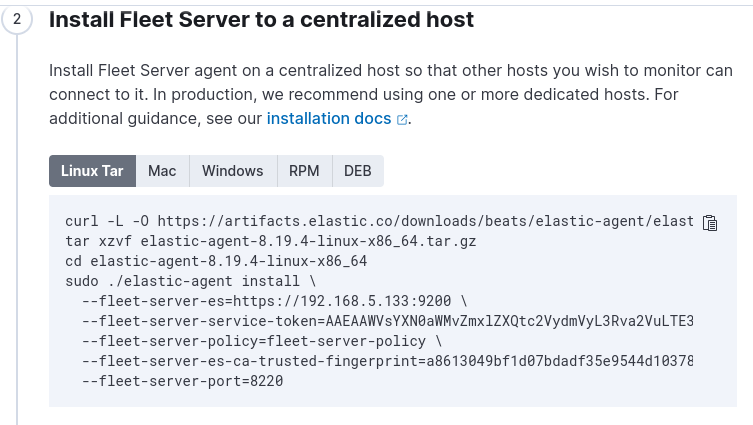 2
Install Fleet Server to a centralized host
Install Fleet Server agent on a centralized host so that other hosts you wish to monitor can
connect to it. In production, we recommend using one or more dedicated hosts. For
additional guidance, see our installation docs.
Linux Tar Mac Windows RPM DEB
curl -L -O https://artifacts.elastic.co/downloads/beats/elastic-agent/elast
tar xzvf elastic-agent-8.19.4-linux-x86_64.tar.gz
cd elastic-agent-8.19.4-linux-x86_64
sudo ./elastic-agent install \
--fleet-server-es=https://192.168.5.133:9200 \
--fleet-server-service-token=AAEAAWVsYXN0aWMvZmxlZXQtc2VydmVyL3Rva2VuLTE3
--fleet-server-policy=fleet-server-policy \
--fleet-server-es-ca-trusted-fingerprint=a8613049bf1d07bdadf35e9544d10378
--fleet-server-port=8220